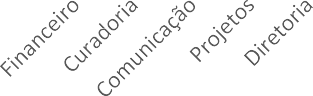 Financeiro
Curadoria
Comunicação
Projetos
Diretoria